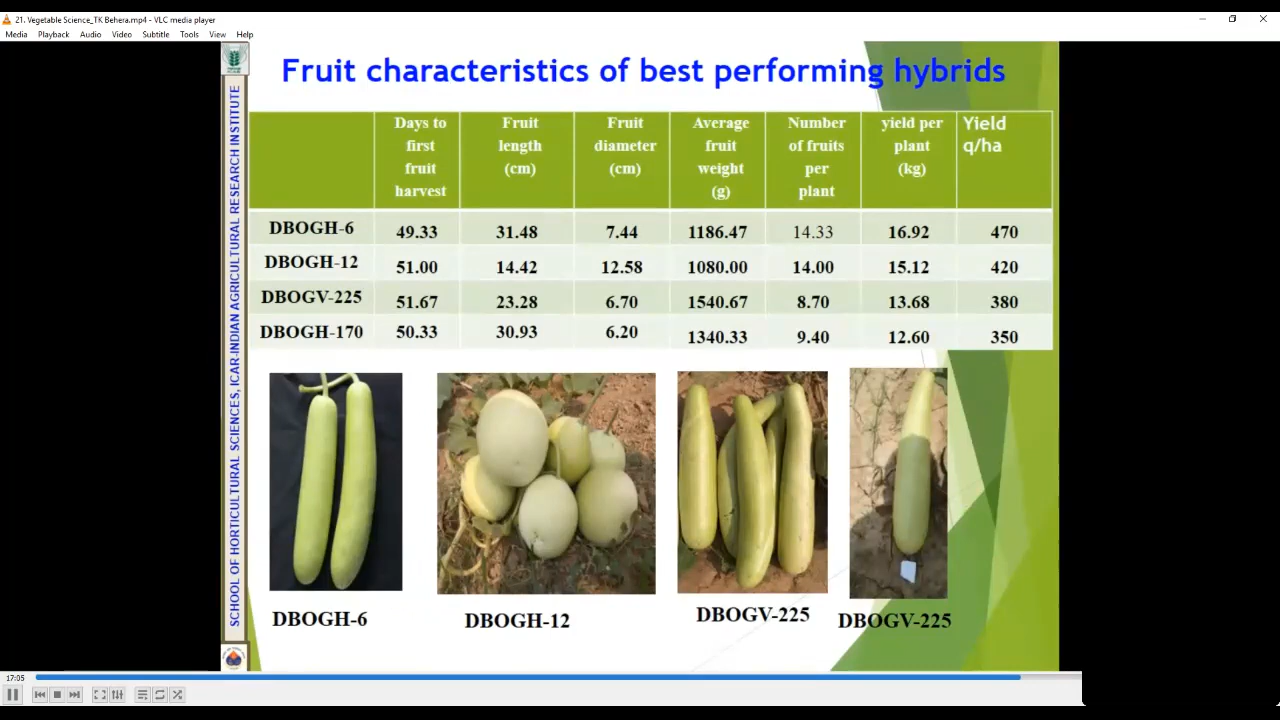 21. Vegetable Science_TK Behera.mp4 - VLC media player
Media Playback Audio Video Subtitle Tools View Help
Fruit characteristics of best performing hybrids
SCHOOL OF HORTICULTURAL SCIENCES, ICAR-INDIAN AGRICULTURAL RESEARCH INSTITUTE
Days to first fruit harvest
Fruit length (cm)
Fruit diameter (cm)
Average fruit weight (g)
Number of fruits per plant
yield per plant (kg)
Yield q/ha
DBOGH-6 49.33 31.48 7.44 1186.47 14.33 16.92 470
DBOGH-12 51.00 14.42 12.58 1080.00 14.00 15.12 420
DBOGV-225 51.67 23.28 6.70 1540.67 8.70 13.68 380
DBOGH-170 50.33 30.93 6.20 1340.33 9.40 12.60 350
DBOGH-6 DBOGH-12 DBOGV-225 DBOGV-225
17:05